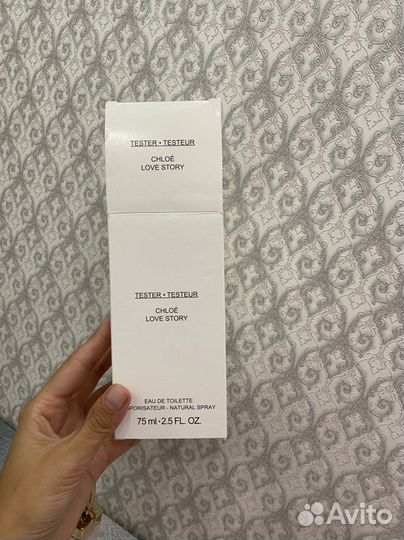 TESTER • TESTEUR
CHLOÉ
LOVE STORY
TESTER • TESTEUR
CHLOÉ
LOVE STORY
EAU DE TOILETTE
VAPORISATEUR - NATURAL SPRAY
75 ml • 2.5 FL. OZ.
Avito